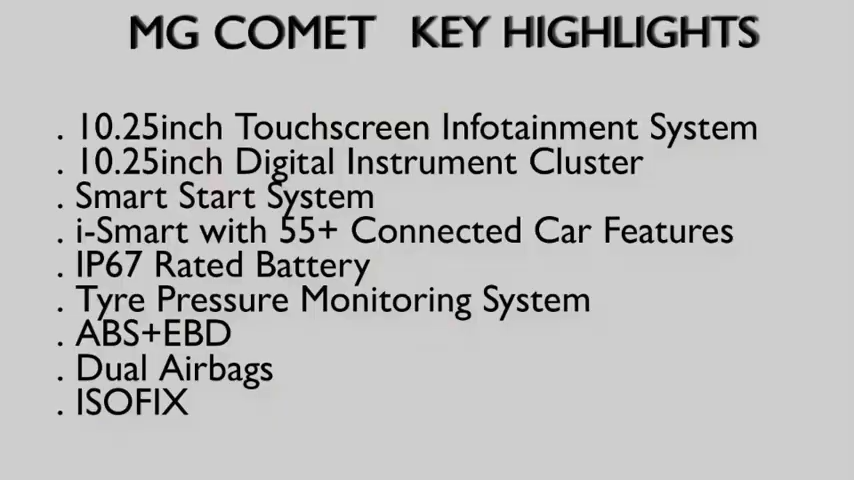 MG COMET KEY HIGHLIGHTS
. 10.25inch Touchscreen Infotainment System
. 10.25inch Digital Instrument Cluster
. Smart Start System
. i-Smart with 55+ Connected Car Features
. IP67 Rated Battery
. Tyre Pressure Monitoring System
. ABS+EBD
. Dual Airbags
. ISOFIX